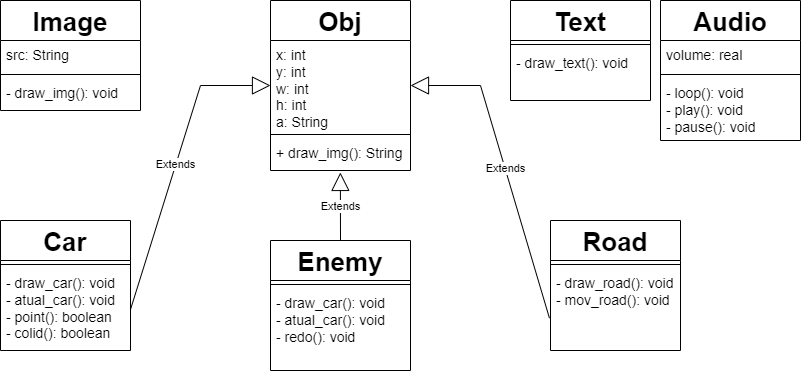 Image
src: String
- draw_img(): void
Obj
x: int
y: int
w: int
h: int
a: String
+ draw_img(): String
Text
- draw_text(): void
Audio
volume: real
- loop(): void
- play(): void
- pause(): void
Extends
Extends
Extends
Car
- draw_car(): void
- atual_car(): void
- point(): boolean
- colid(): boolean
Enemy
- draw_car(): void
- atual_car(): void
- redo(): void
Road
- draw_road(): void
- mov_road(): void